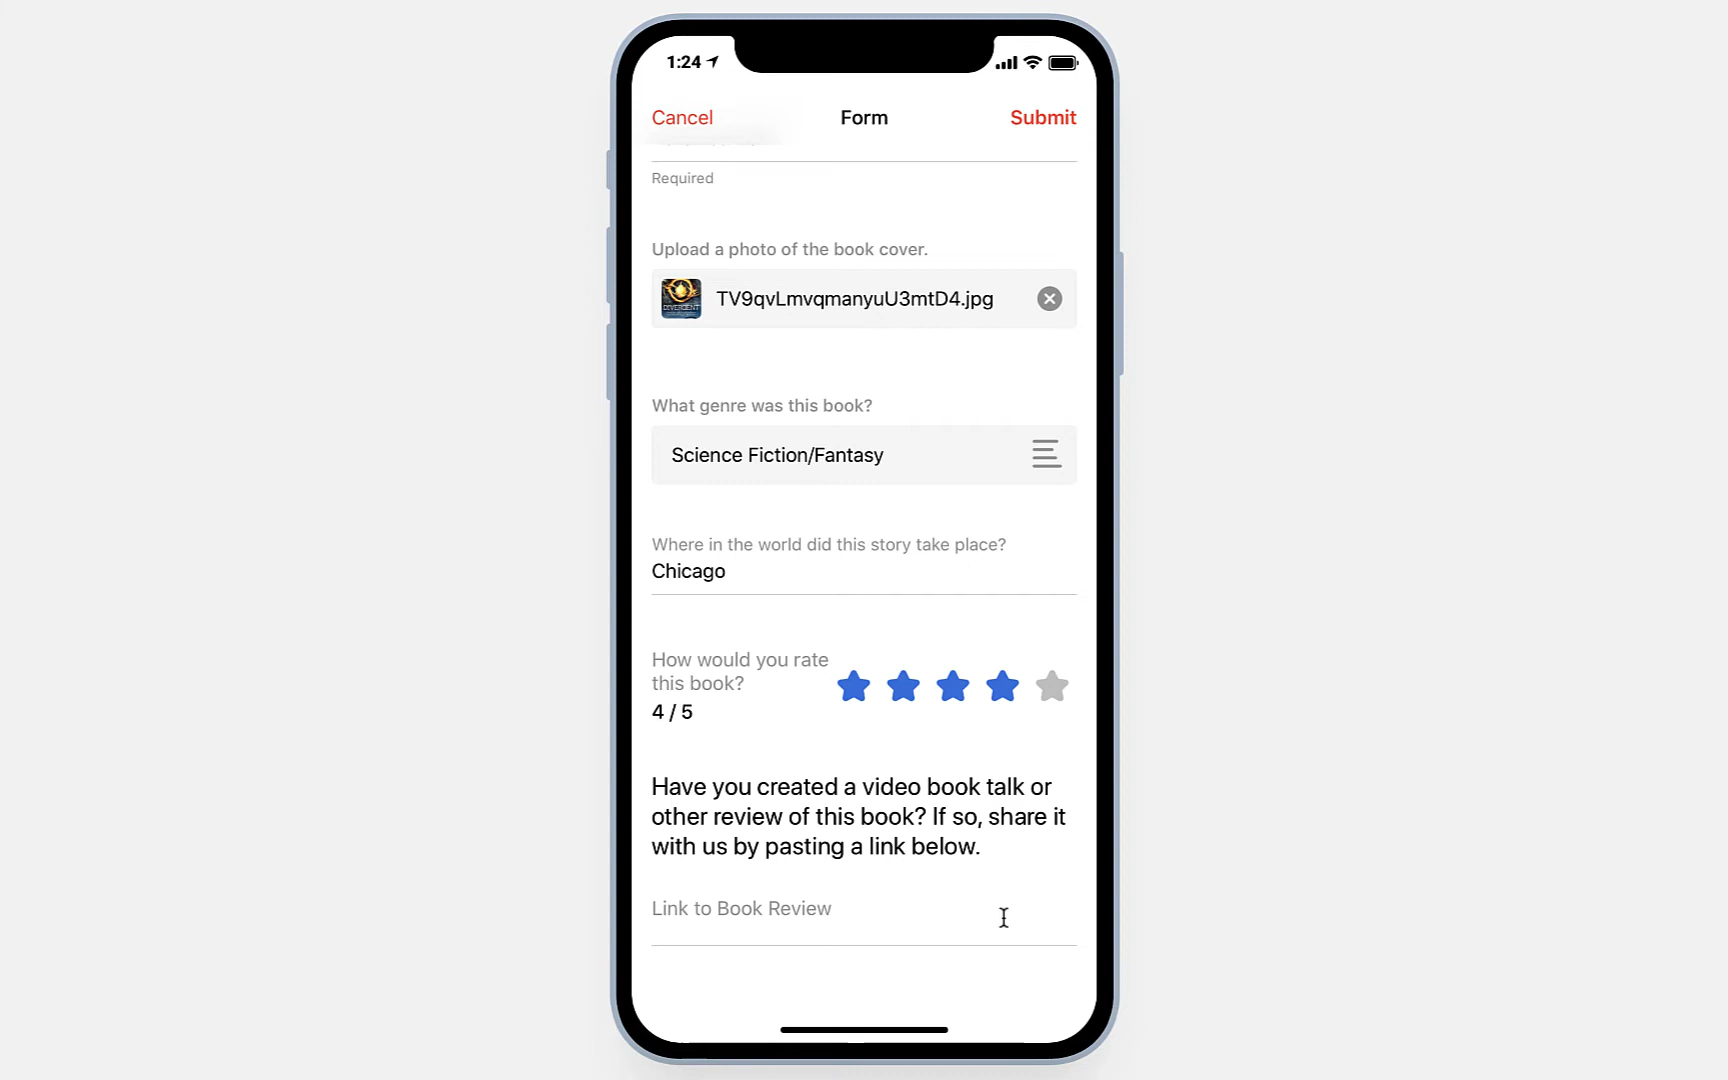 1:24
Cancel
Form
Submit
Required
Upload a photo of the book cover.
DIVERGENT
TV9qvLmvqmanyuU3mtD4.jpg
What genre was this book?
Science Fiction/Fantasy
Where in the world did this story take place?
Chicago
How would you rate
this book?
4 / 5
Have you created a video book talk or
other review of this book? If so, share it
with us by pasting a link below.
Link to Book Review